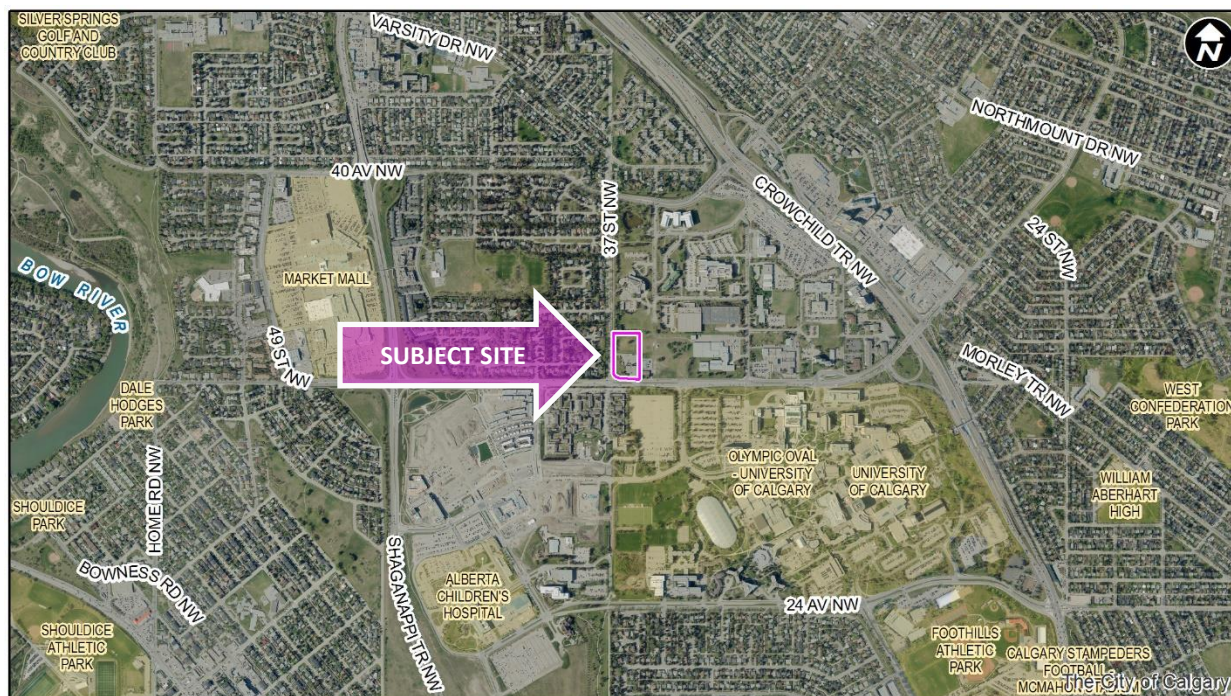 SILVER SPRINGS
GOLF AND
COUNTRY CLUB
VARSITY DR NW
N
NORTHMOUNT DR NW
40 AV NW
37 ST NW
CROWCHILD TR NW
24 ST NW
BOW RIVER
MARKET MALL
49 ST NW
SUBJECT SITE
MORLEY TR NW
DALE
HODGES
PARK
WEST
CONFEDERATION
PARK
HOMERD NW
OLYMPIC OVAL
- UNIVERSITY
OF CALGARY
UNIVERSITY
OF CALGARY
WILLIAM
ABERHART
HIGH
SHOULDICE
PARK
BOWNESS RD NW
SHAGANAPPI TR NW
ALBERTA
CHILDREN'S
HOSPITAL
24 AV NW
SHOULDICE
ATHLETIC
PARK
FOOTHILLS
ATHLETIC
PARK
CALGARY STAMPEDERS
FOOTBALL -
The City of Calgary